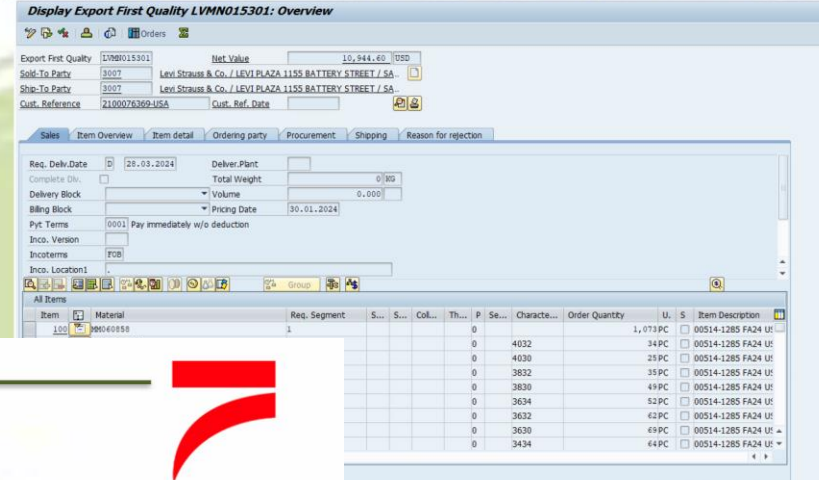 Display Export First Quality LVMN015301: Overview
Orders
Export First Quality LVMN015301 Net Value 10,944.60 USD
Sold-To Party 3007 Levi Strauss & Co. / LEVI PLAZA 1155 BATTERY STREET / SA..
Ship-To Party 3007 Levi Strauss & Co. / LEVI PLAZA 1155 BATTERY STREET / SA..
Cust. Reference 2100076369-USA Cust. Ref. Date
Sales Item Overview Item detail Ordering party Procurement Shipping Reason for rejection
Req. Deliv.Date D 28.03.2024 Deliver.Plant
Complete Dlv. Total Weight 0 KG
Delivery Block Volume 0.000
Billing Block Pricing Date 30.01.2024
Pyt Terms 0001 Pay immediately w/o deduction
Inco. Version
Incoterms FOB
Inco. Location1 .
Group
All Items
Item Material Req. Segment S... S... Coll... Th... P Se... Characte... Order Quantity U. S Item Description
100 MM060858 1 0 1,073 PC 00514-1285 FA24 US
0 4032 34 PC 00514-1285 FA24 US
0 4030 25 PC 00514-1285 FA24 US
0 3832 35 PC 00514-1285 FA24 US
0 3830 49 PC 00514-1285 FA24 US
0 3634 52 PC 00514-1285 FA24 US
0 3632 62 PC 00514-1285 FA24 US
0 3630 69 PC 00514-1285 FA24 US
0 3434 64 PC 00514-1285 FA24 US